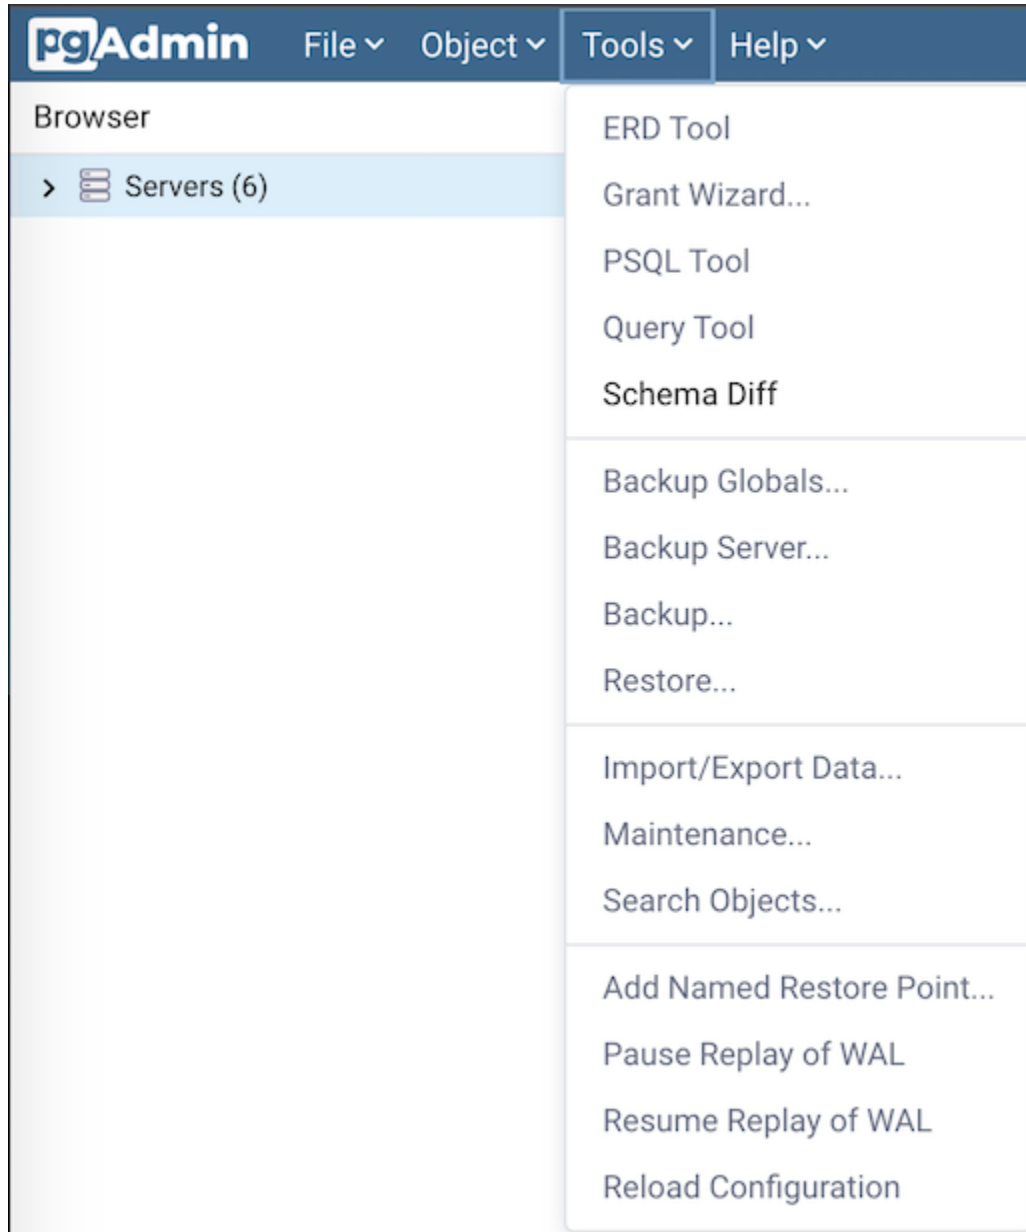 pgAdmin File Object Tools Help
Browser
Servers (6)
ERD Tool
Grant Wizard...
PSQL Tool
Query Tool
Schema Diff
Backup Globals...
Backup Server...
Backup...
Restore...
Import/Export Data...
Maintenance...
Search Objects...
Add Named Restore Point...
Pause Replay of WAL
Resume Replay of WAL
Reload Configuration